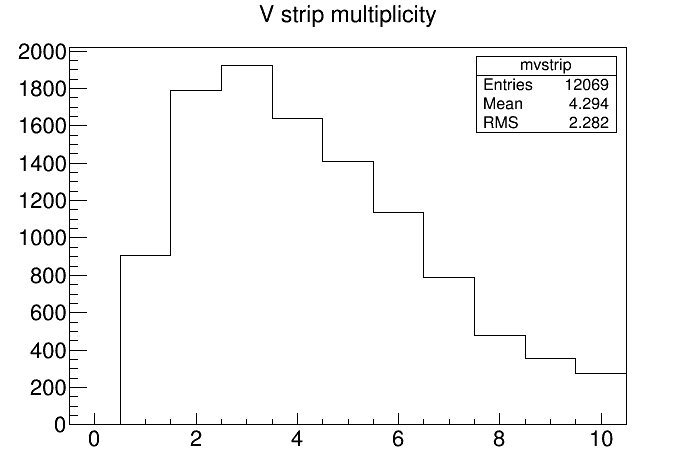 V strip multiplicity
mvstrip
Entries 12069
Mean 4.294
RMS 2.282
2000
1800
1600
1400
1200
1000
800
600
400
200
0
0 2 4 6 8 10